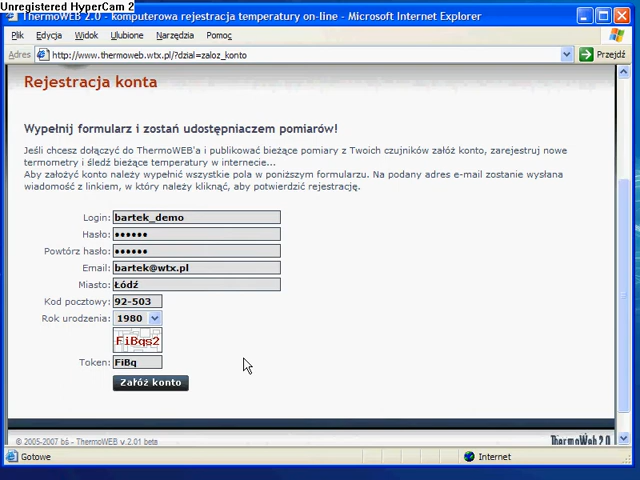 Unregistered HyperCam 2
ThermoWEB 2.0 - komputerowa rejestracja temperatury on-line - Microsoft Internet Explorer
Plik Edycja Widok Ulubione Narzędzia Pomoc
Adres http://www.thermoweb.wtx.pl/?dzial=zaloz_konto Przejdź
Rejestracja konta
Wypełnij formularz i zostań udostępniaczem pomiarów!
Jeśli chcesz dołączyć do ThermoWEB'a i publikować bieżące pomiary z Twoich czujników załóż konto, zarejestruj nowe
termometry i śledź bieżące temperatury w internecie...
Aby założyć konto należy wypełnić wszystkie pola w poniższym formularzu. Na podany adres e-mail zostanie wysłana
wiadomość z linkiem, w który należy kliknąć, aby potwierdzić rejestrację.
Login: bartek_demo
Hasło: ••••••
Powtórz hasło: ••••••
Email: bartek@wtx.pl
Miasto: Łódź
Kod pocztowy: 92-503
Rok urodzenia: 1980
FiBqs2
Token: FiBq
Załóż konto
© 2005-2007 bś - ThermoWEB v.2.01 beta ThermoWeb 2.0
Gotowe Internet